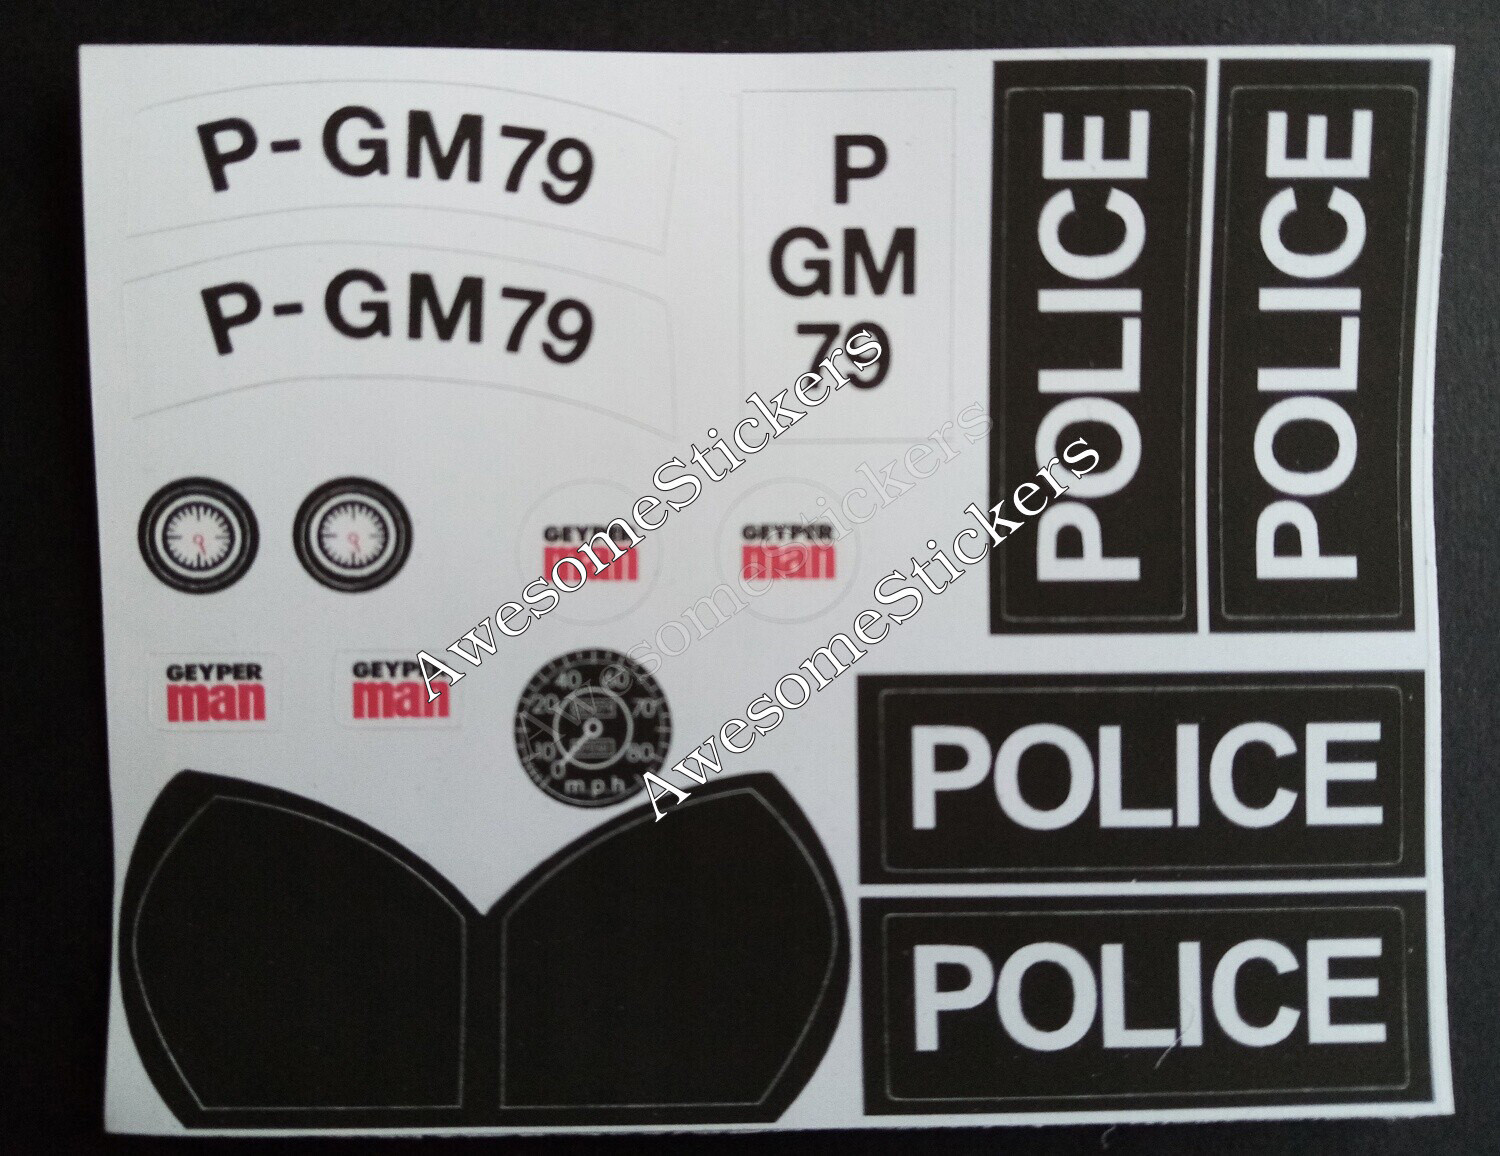 P-GM79
P-GM79
P
GM
79
POLICE
POLICE
GEYPER
man
GEYPER
man
GEYPER
man
GEYPER
man
20 40 60 70
10 80
0
m.p.h
POLICE
POLICE
AwesomeStickers
AwesomeStickers
AwesomeStickers